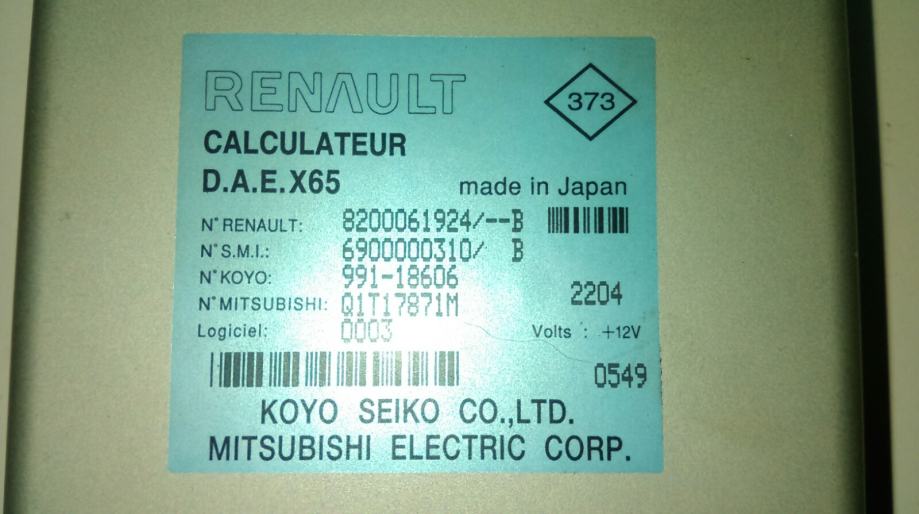 RENAULT
373
CALCULATEUR
D.A.E.X65
made in Japan
N° RENAULT: 8200061924/--B
N° S.M.I.: 6900000310/ B
N° KOYO: 991-18606
2204
N° MITSUBISHI: Q1T17871M
Logiciel: 0003 Volts : +12V
0549
KOYO SEIKO CO.,LTD.
MITSUBISHI ELECTRIC CORP.